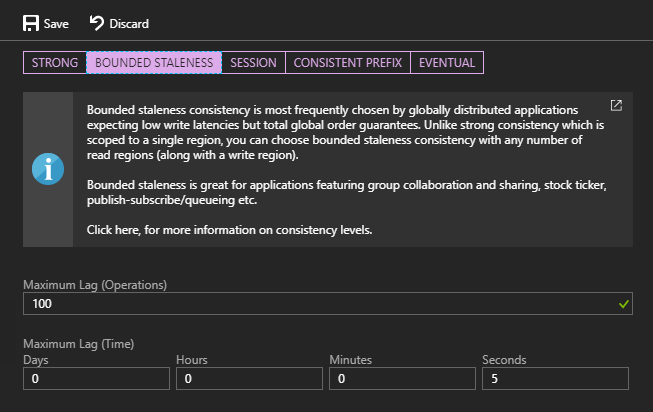 Save Discard
STRONG BOUNDED STALENESS SESSION CONSISTENT PREFIX EVENTUAL
Bounded staleness consistency is most frequently chosen by globally distributed applications
expecting low write latencies but total global order guarantees. Unlike strong consistency which is
scoped to a single region, you can choose bounded staleness consistency with any number of
read regions (along with a write region).
Bounded staleness is great for applications featuring group collaboration and sharing, stock ticker,
publish-subscribe/queueing etc.
Click here, for more information on consistency levels.
Maximum Lag (Operations)
100
Maximum Lag (Time)
Days Hours Minutes Seconds
0 0 0 5